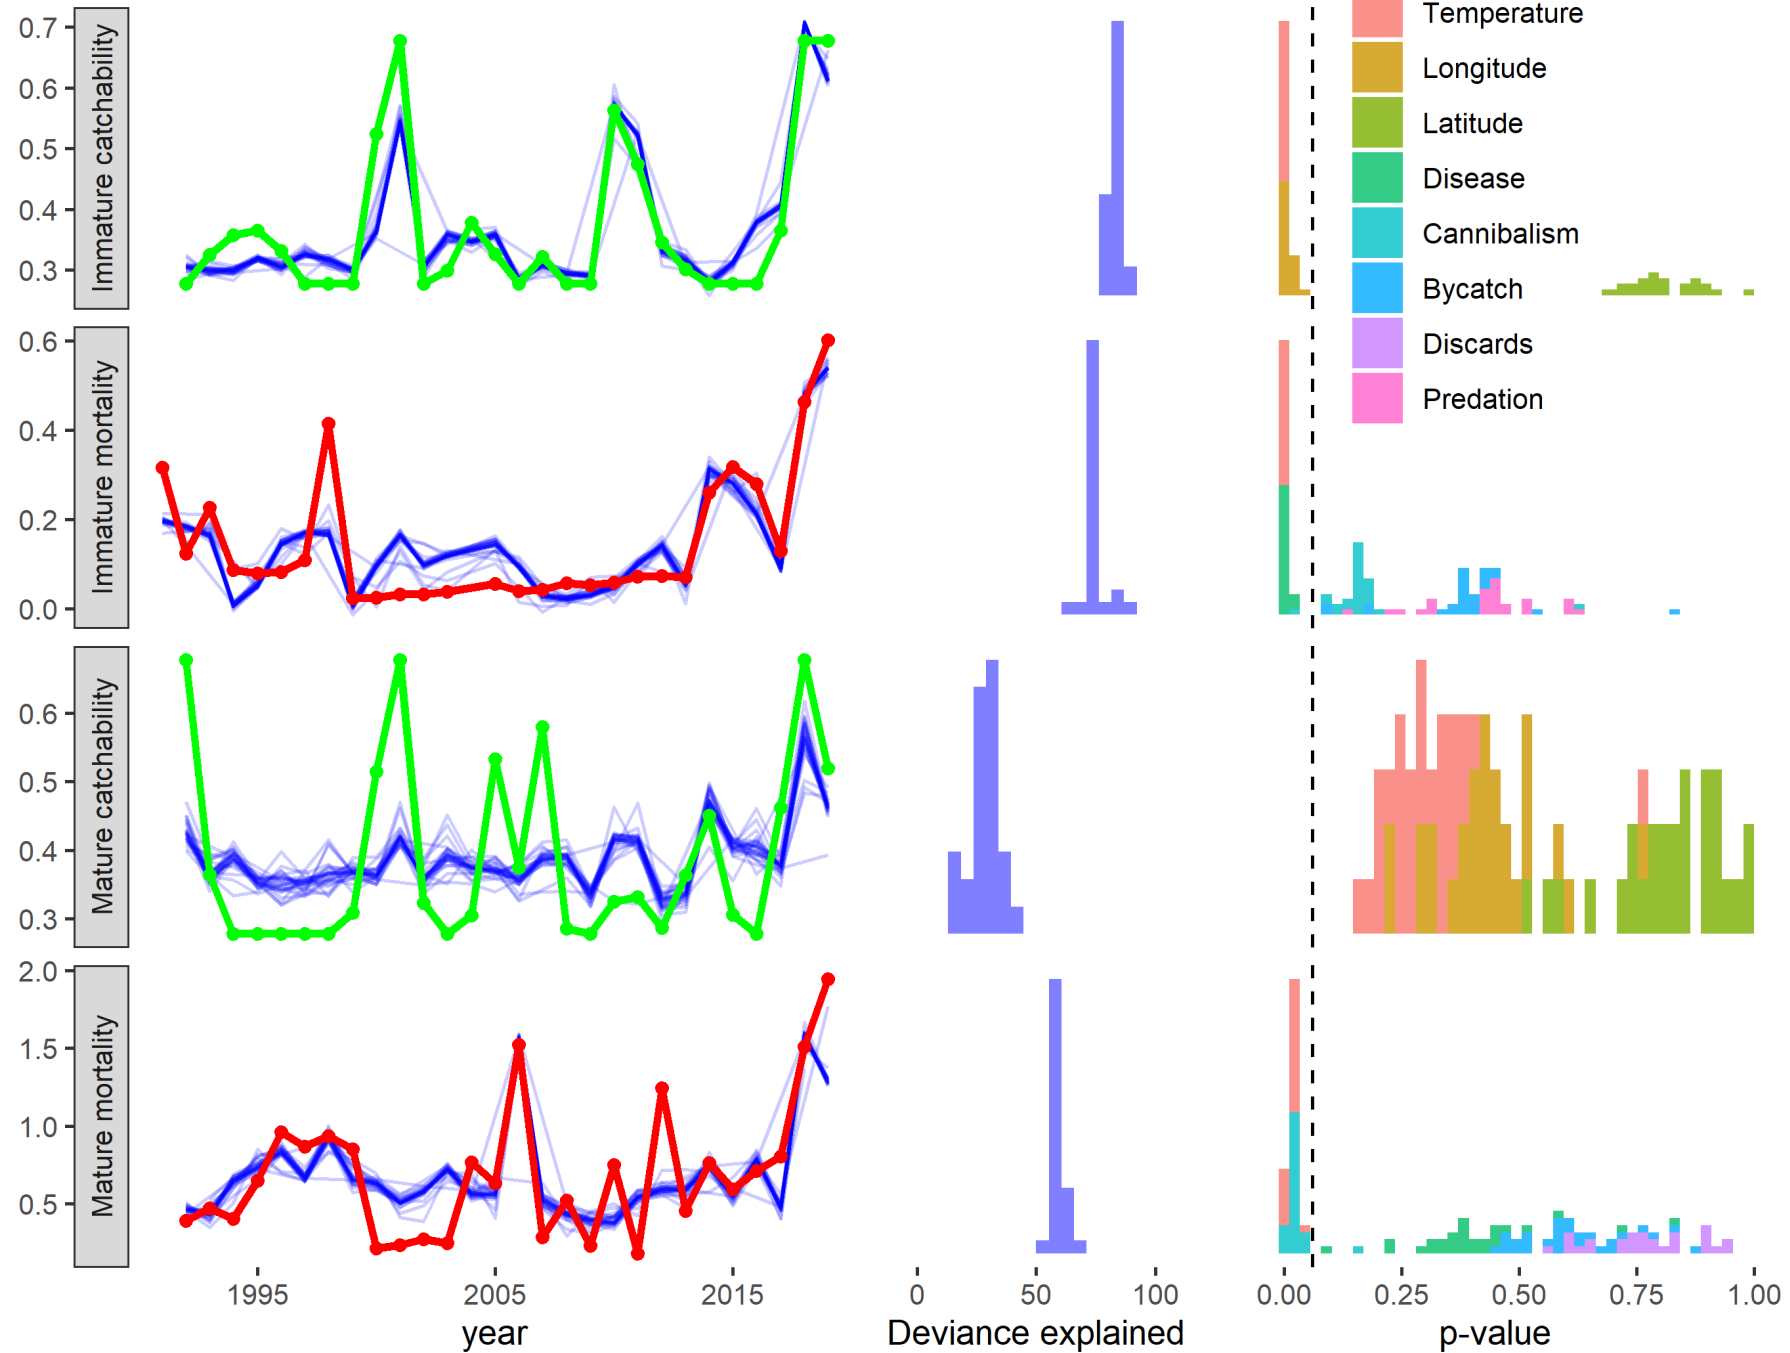 Immature catchability
0.7
0.6
0.5
0.4
0.3
Temperature
Longitude
Latitude
Disease
Cannibalism
Bycatch
Discards
Predation
Immature mortality
0.6
0.4
0.2
0.0
Mature catchability
0.6
0.5
0.4
0.3
Mature mortality
2.0
1.5
1.0
0.5
1995 2005 2015
0 50 100
0.00 0.25 0.50 0.75 1.00
year
Deviance explained
p-value